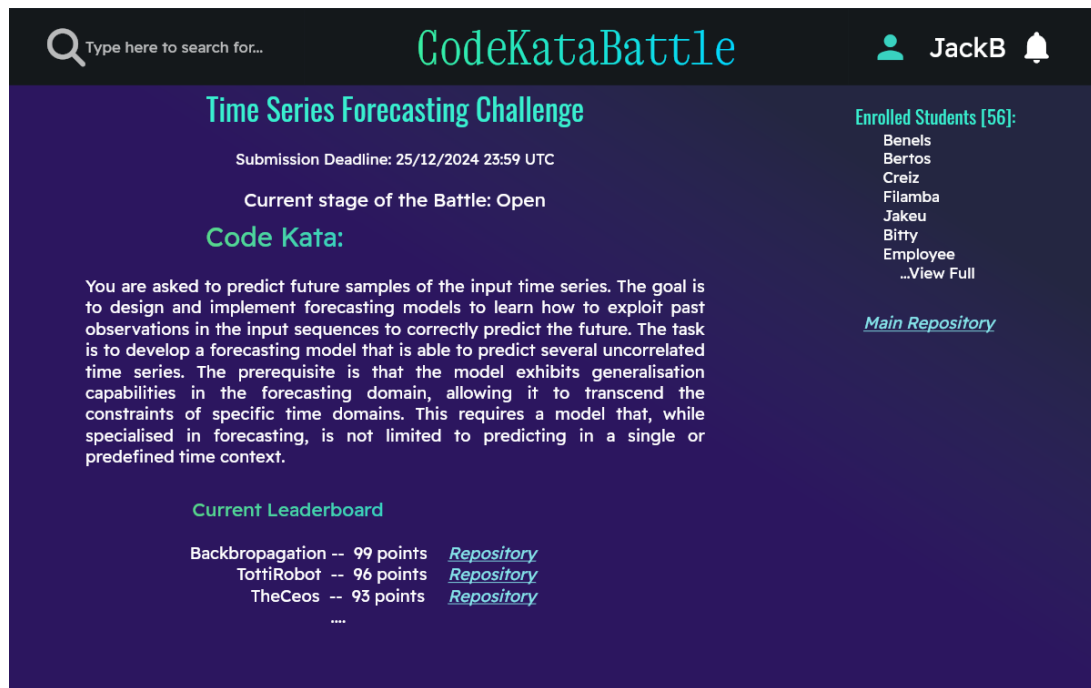 Type here to search for...
CodeKataBattle
JackB
Time Series Forecasting Challenge
Submission Deadline: 25/12/2024 23:59 UTC
Current stage of the Battle: Open
Code Kata:
You are asked to predict future samples of the input time series. The goal is
to design and implement forecasting models to learn how to exploit past
observations in the input sequences to correctly predict the future. The task
is to develop a forecasting model that is able to predict several uncorrelated
time series. The prerequisite is that the model exhibits generalisation
capabilities in the forecasting domain, allowing it to transcend the
constraints of specific time domains. This requires a model that, while
specialised in forecasting, is not limited to predicting in a single or
predefined time context.
Current Leaderboard
Backbropagation -- 99 points Repository
TottiRobot -- 96 points Repository
TheCeos -- 93 points Repository
....
Enrolled Students [56]:
Benels
Bertos
Creiz
Filamba
Jakeu
Bitty
Employee
...View Full
Main Repository